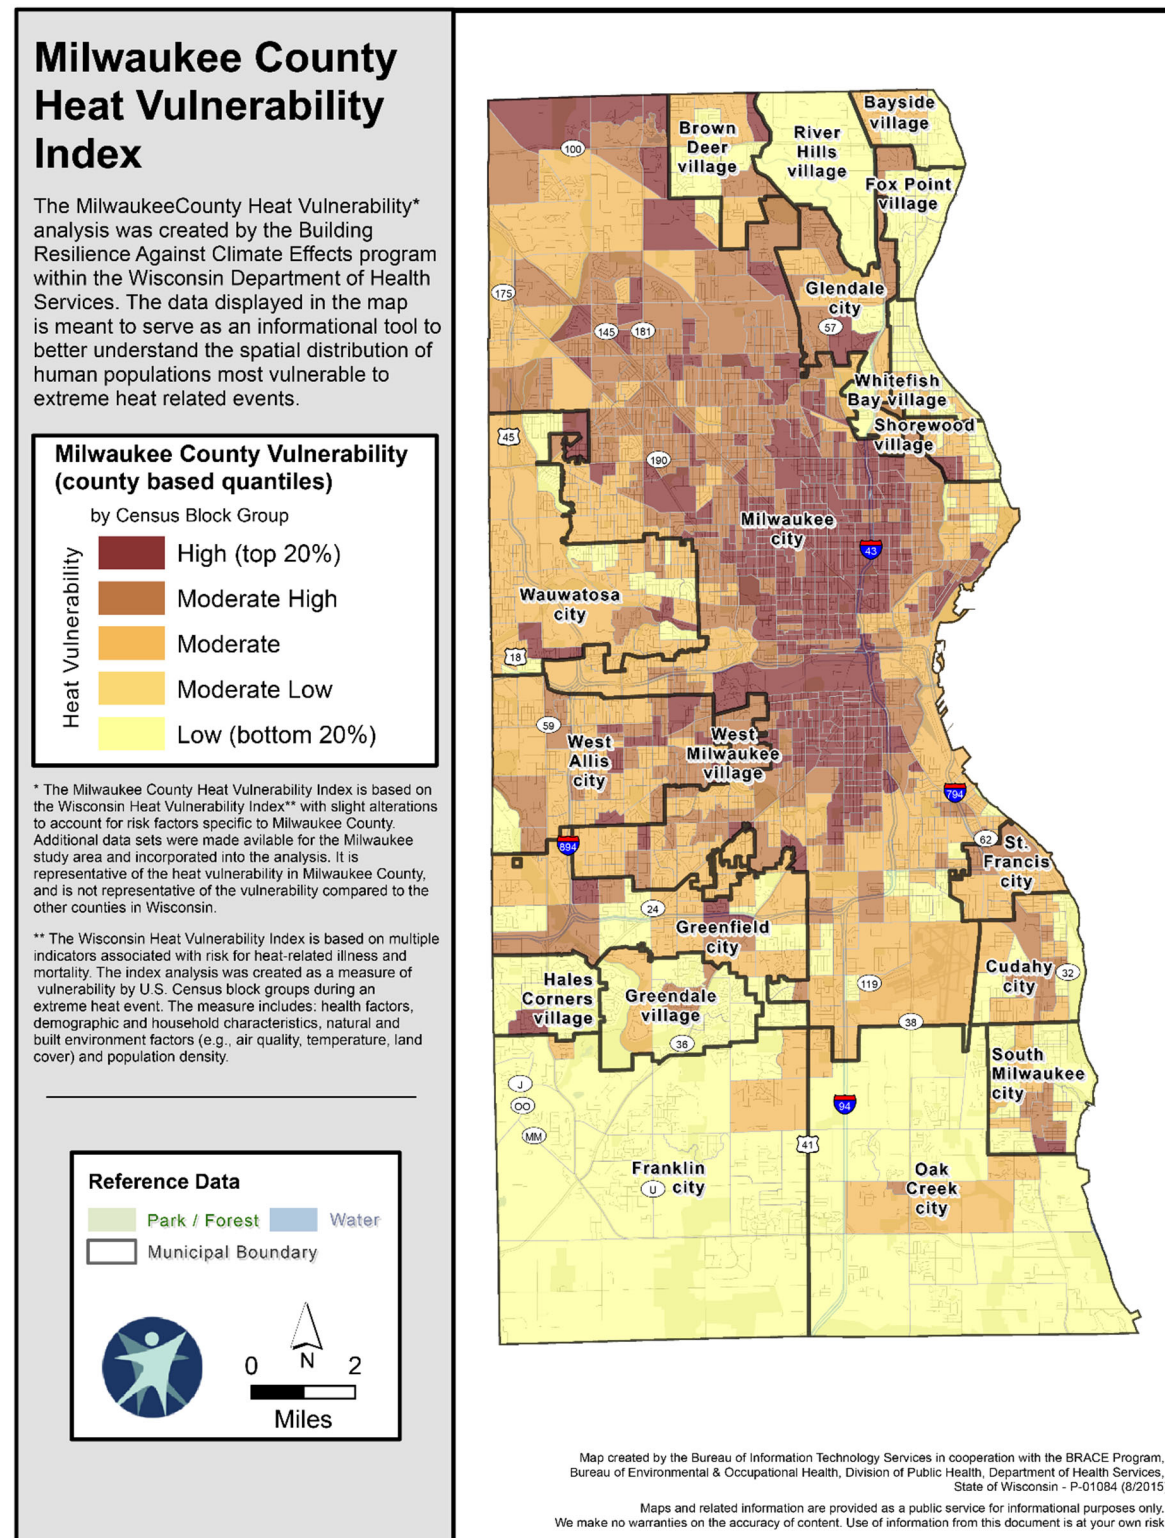 Milwaukee County
Heat Vulnerability
Index
The MilwaukeeCounty Heat Vulnerability*
analysis was created by the Building
Resilience Against Climate Effects program
within the Wisconsin Department of Health
Services. The data displayed in the map
is meant to serve as an informational tool to
better understand the spatial distribution of
human populations most vulnerable to
extreme heat related events.
Milwaukee County Vulnerability
(county based quantiles)
by Census Block Group
Heat Vulnerability
High (top 20%)
Moderate High
Moderate
Moderate Low
Low (bottom 20%)
* The Milwaukee County Heat Vulnerability Index is based on
the Wisconsin Heat Vulnerability Index** with slight alterations
to account for risk factors specific to Milwaukee County.
Additional data sets were made avilable for the Milwaukee
study area and incorporated into the analysis. It is
representative of the heat vulnerability in Milwaukee County,
and is not representative of the vulnerability compared to the
other counties in Wisconsin.
** The Wisconsin Heat Vulnerability Index is based on multiple
indicators associated with risk for heat-related illness and
mortality. The index analysis was created as a measure of
vulnerability by U.S. Census block groups during an
extreme heat event. The measure includes: health factors,
demographic and household characteristics, natural and
built environment factors (e.g., air quality, temperature, land
cover) and population density.
Reference Data
Park / Forest
Water
Municipal Boundary
0
N
2
Miles
Bayside
village
Brown
Deer
village
River
Hills
village
100
Fox Point
village
Glendale
city
175
145
181
57
Whitefish
Bay village
Shorewood
village
45
190
Milwaukee
city
43
Wauwatosa
city
18
59
West
Allis
city
West
Milwaukee
village
794
894
62
St.
Francis
city
24
Greenfield
city
Hales
Corners
village
Greendale
village
36
119
Cudahy
city
32
38
South
Milwaukee
city
J
OO
MM
94
41
Franklin
city
U
Oak
Creek
city
Map created by the Bureau of Information Technology Services in cooperation with the BRACE Program,
Bureau of Environmental & Occupational Health, Division of Public Health, Department of Health Services,
State of Wisconsin - P-01084 (8/2015
Maps and related information are provided as a public service for informational purposes only.
We make no warranties on the accuracy of content. Use of information from this document is at your own risk